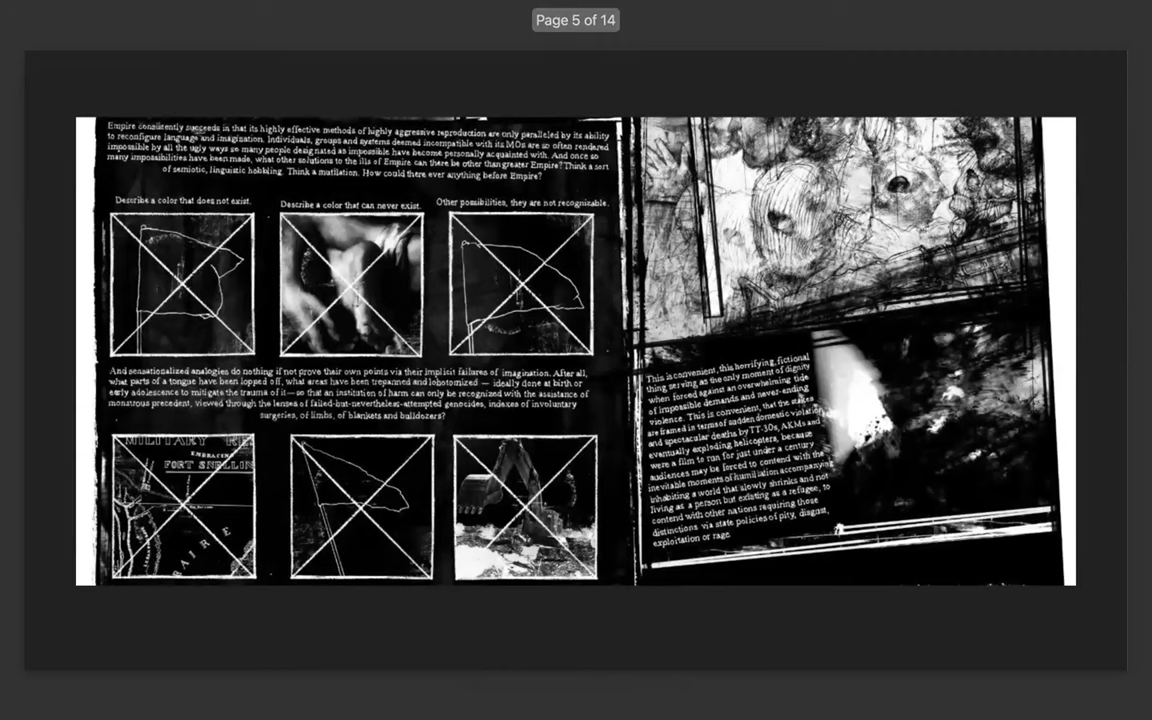 Page 5 of 14
Empire consistently succeeds in that its highly effective methods of highly aggressive reproduction are only paralleled by its ability
to reconfigure language and imagination. Individuals, groups and systems deemed incompatible with its MOs are so often rendered
impossible by all the ugly ways so many people designated as impossible have become personally acquainted with. And once so
many impossibilities have been made, what other solutions to the ills of Empire can there be other than greater Empire? Think a sort
of semiotic, linguistic hobbling. Think a mutilation. How could there ever anything before Empire?
Describe a color that does not exist.
Describe a color that can never exist.
Other possibilities, they are not recognizable.
And sensationalized analogies do nothing if not prove their own points via their implicit failures of imagination. After all,
what parts of a tongue have been lopped off, what areas have been trepanned and lobotomized — ideally done at birth or
early adolescence to mitigate the trauma of it — so that an institution of harm can only be recognized with the assistance of
monstrous precedent, viewed through the lenses of failed-but-nevertheless-attempted genocides, indexes of involuntary
surgeries, of limbs, of blankets and bulldozers?
MILITARY RE
EMBRACING
FORT SNELLIN
RAIRE
This is convenient, this horrifying, fictional
thing serving as the only moment of dignity
when forced against an overwhelming tide
of impossible demands and never-ending
violence. This is convenient, that the stakes
are framed in terms of sudden domestic violation
and spectacular deaths by TT-30s, AKMs and
eventually exploding helicopters, because
were a film to run for just under a century
audiences may be forced to contend with the
inevitable moments of humiliation accompanying
inhabiting a world that slowly shrinks and not
living as a person but existing as a refugee, to
contend with other nations requiring those
distinctions via state policies of pity, disgust,
exploitation or rage.